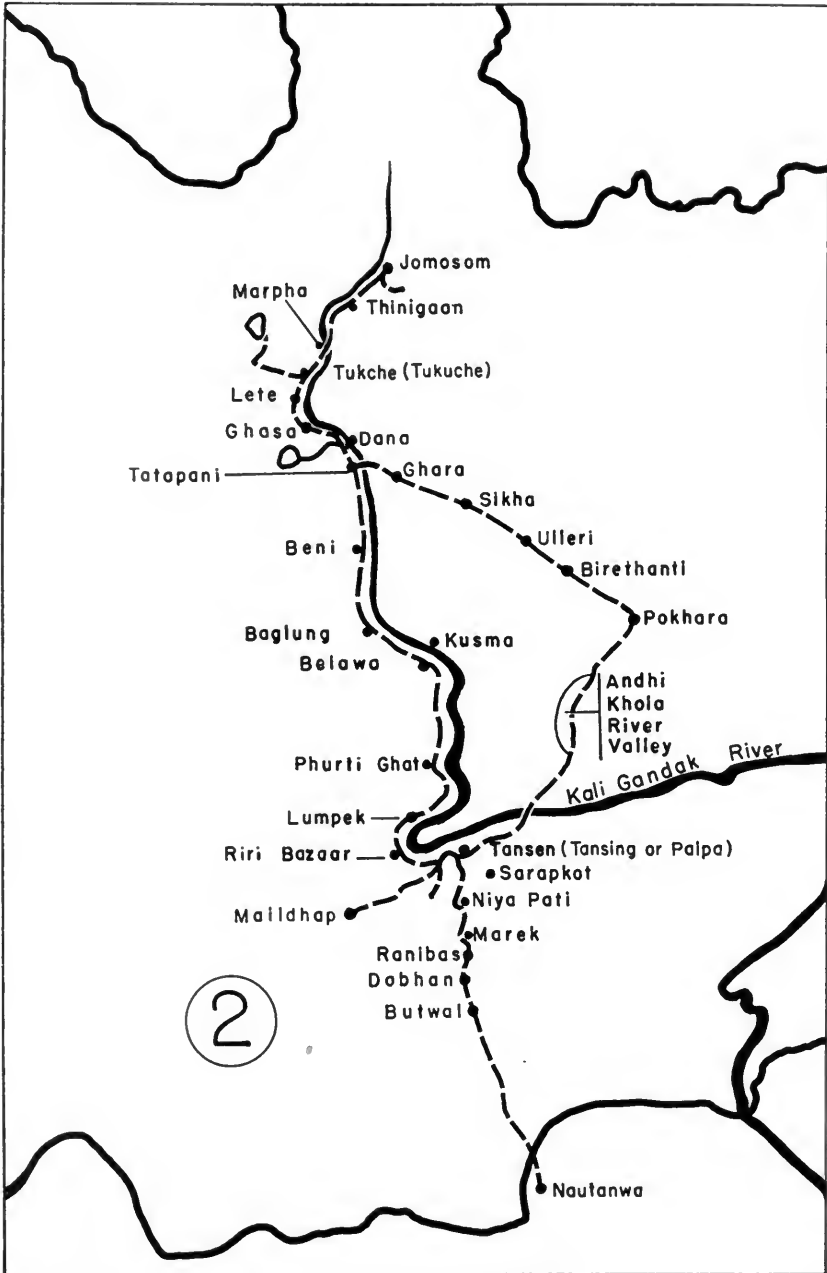 Jomosom
Marpha
Thinigaan
Tukche (Tukuche)
Lete
Ghasa
Dana
Tatapani
Ghara
Sikha
Ulleri
Beni
Birethanti
Pokhara
Baglung
Kusma
Belawa
Andhi
Khola
River
Valley
Phurti Ghat
Kali Gandak River
Lumpek
Riri Bazaar
Tansen (Tansing or Palpa)
Sarapkot
Niya Pati
Maildhap
Marek
Ranibas
Dobhan
Butwal
2
Nautanwa